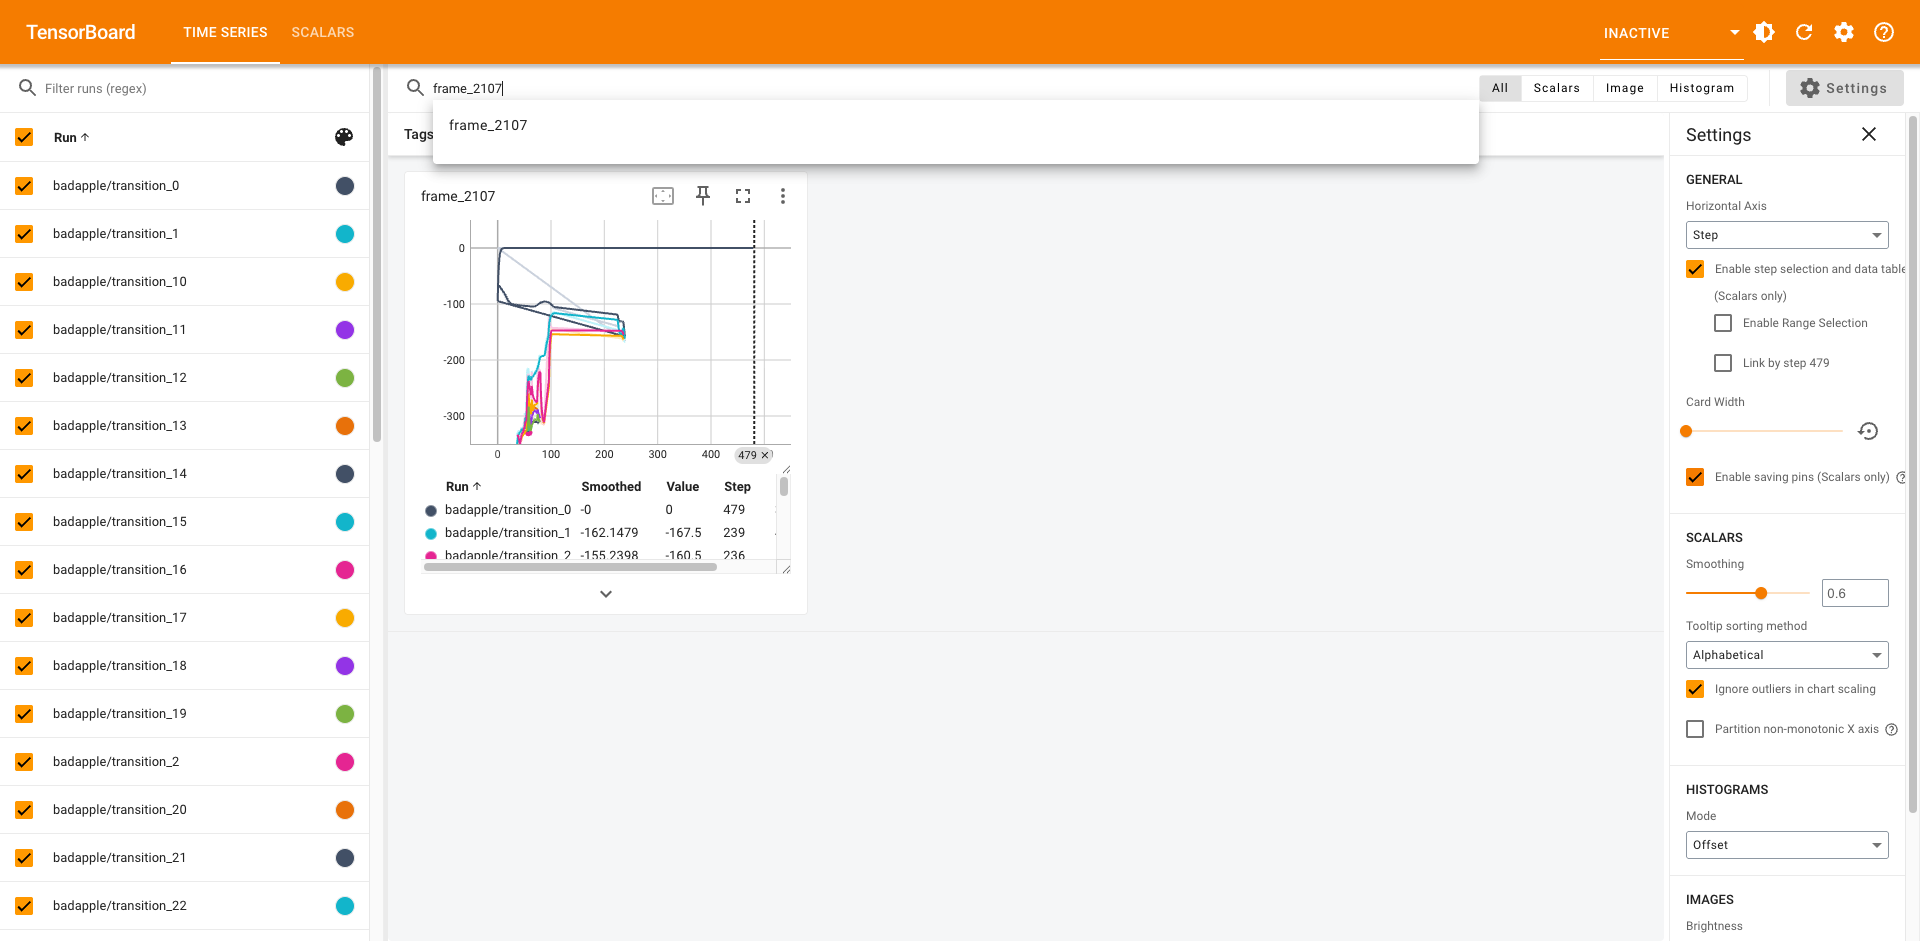 TensorBoard TIME SERIES SCALARS INACTIVE
Filter runs (regex)
frame_2107
All Scalars Image Histogram
Settings
frame_2107
Tags
Run
badapple/transition_0
badapple/transition_1
badapple/transition_10
badapple/transition_11
badapple/transition_12
badapple/transition_13
badapple/transition_14
badapple/transition_15
badapple/transition_16
badapple/transition_17
badapple/transition_18
badapple/transition_19
badapple/transition_2
badapple/transition_20
badapple/transition_21
badapple/transition_22
frame_2107
0
-100
-200
-300
0 100 200 300 400 479
Run Smoothed Value Step
badapple/transition_0 -0 0 479
badapple/transition_1 -162.1479 -167.5 239
badapple/transition_2 -155.2398 -160.5 236
Settings
GENERAL
Horizontal Axis
Step
Enable step selection and data table
(Scalars only)
Enable Range Selection
Link by step 479
Card Width
Enable saving pins (Scalars only)
SCALARS
Smoothing
0.6
Tooltip sorting method
Alphabetical
Ignore outliers in chart scaling
Partition non-monotonic X axis
HISTOGRAMS
Mode
Offset
IMAGES
Brightness